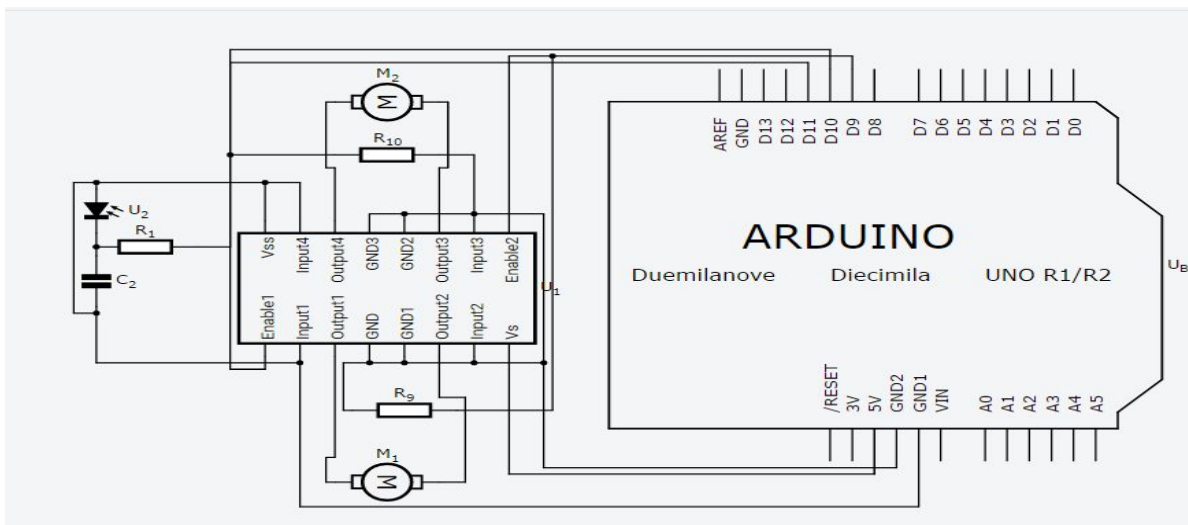 M2
R10
U2
R1
C2
Vss
Input4
Output4
GND3
GND2
Output3
Input3
Enable2
U1
Enable1
Input1
Output1
GND
GND1
Output2
Input2
Vs
R9
M1
M
M
AREF
GND
D13
D12
D11
D10
D9
D8
D7
D6
D5
D4
D3
D2
D1
D0
ARDUINO
Duemilanove Diecimila UNO R1/R2
/RESET
3V
5V
GND2
GND1
VIN
A0
A1
A2
A3
A4
A5